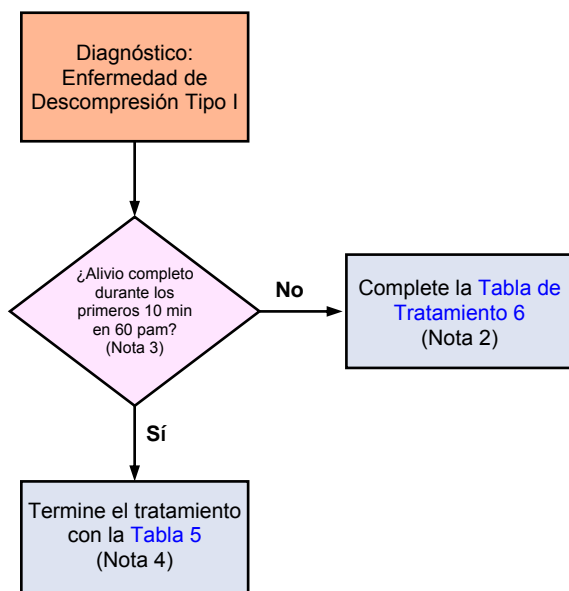 Diagnóstico:
Enfermedad de
Descompresión Tipo I
¿Alivio completo
durante los
primeros 10 min
en 60 pam?
(Nota 3)
No
Complete la Tabla de
Tratamiento 6
(Nota 2)
Sí
Termine el tratamiento
con la Tabla 5
(Nota 4)